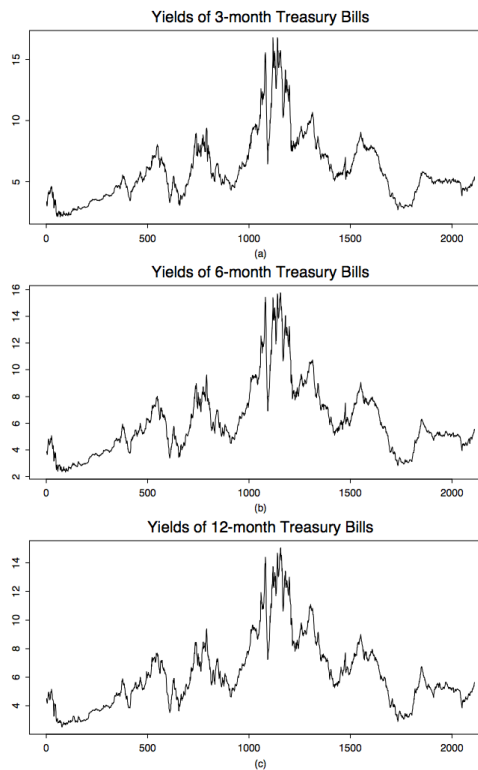 Yields of 3-month Treasury Bills
15
10
5
0 500 1000 1500 2000
(a)
Yields of 6-month Treasury Bills
16
14
12
10
8
6
4
2
0 500 1000 1500 2000
(b)
Yields of 12-month Treasury Bills
14
12
10
8
6
4
0 500 1000 1500 2000
(c)